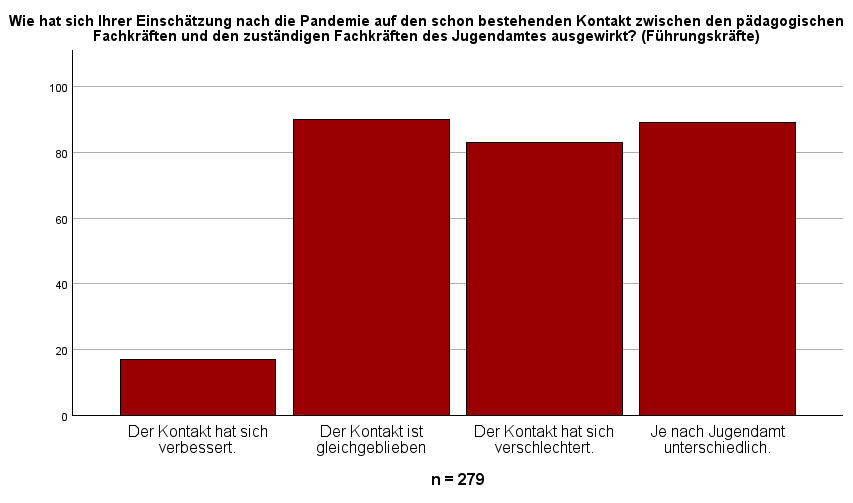 Wie hat sich Ihrer Einschätzung nach die Pandemie auf den schon bestehenden Kontakt zwischen den pädagogischen
Fachkräften und den zuständigen Fachkräften des Jugendamtes ausgewirkt? (Führungskräfte)
100
80
60
40
20
0
Der Kontakt hat sich
verbessert.
Der Kontakt ist
gleichgeblieben
Der Kontakt hat sich
verschlechtert.
Je nach Jugendamt
unterschiedlich.
n = 279